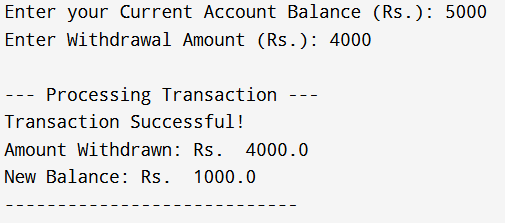 Enter your Current Account Balance (Rs.): 5000
Enter Withdrawal Amount (Rs.): 4000

--- Processing Transaction ---
Transaction Successful!
Amount Withdrawn: Rs.  4000.0
New Balance: Rs.  1000.0
----------------------------